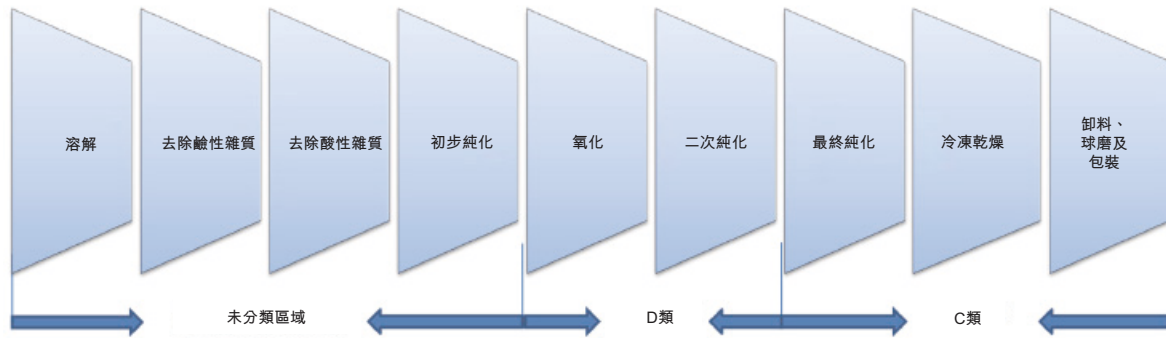 溶解
去除鹼性雜質
去除酸性雜質
初步純化
氧化
二次純化
最終純化
冷凍乾燥
卸料、
球磨及
包裝
未分類區域
D類
C類